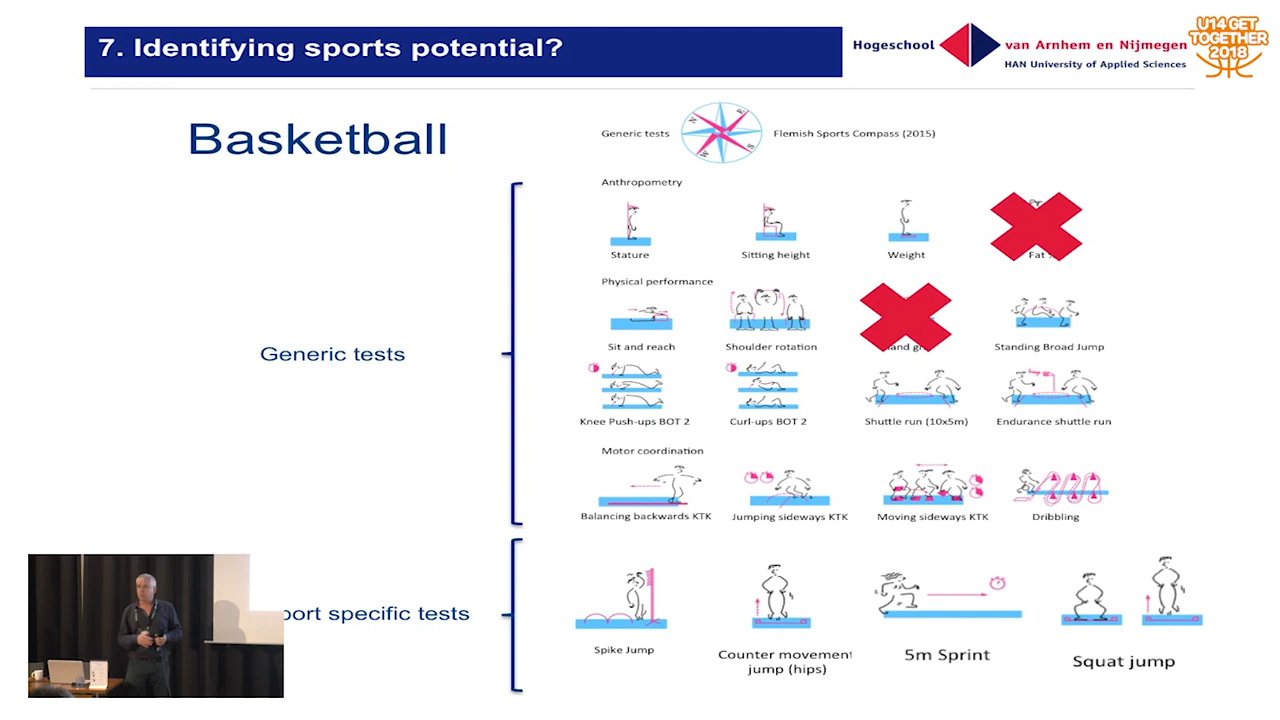 7. Identifying sports potential?
Hogeschool van Arnhem en Nijmegen
HAN University of Applied Sciences
U14 GET
TOGETHER
2018
Basketball
Generic tests
N
E
W
S
Flemish Sports Compass (2015)
Anthropometry
Stature
Sitting height
Weight
Fat
Physical performance
Sit and reach
Shoulder rotation
Standing Broad Jump
Generic tests
Knee Push-ups BOT 2
Curl-ups BOT 2
Shuttle run (10x5m)
Endurance shuttle run
Motor coordination
Balancing backwards KTK
Jumping sideways KTK
Moving sideways KTK
Dribbling
port specific tests
Spike Jump
Counter movement
jump (hips)
5m Sprint
Squat jump